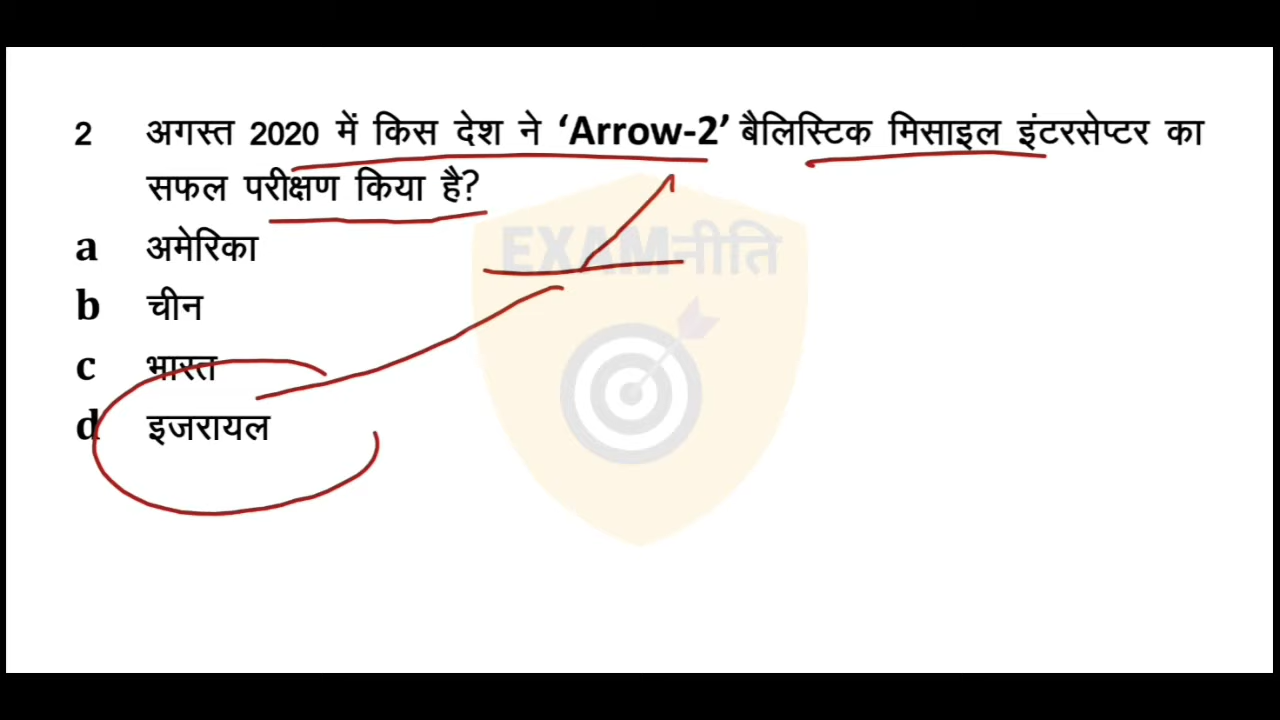 2 अगस्त 2020 में किस देश ने ‘Arrow-2’ बैलिस्टिक मिसाइल इंटरसेप्टर का
सफल परीक्षण किया है?
EXAMनीति
a अमेरिका
b चीन
c भारत
d इजरायल